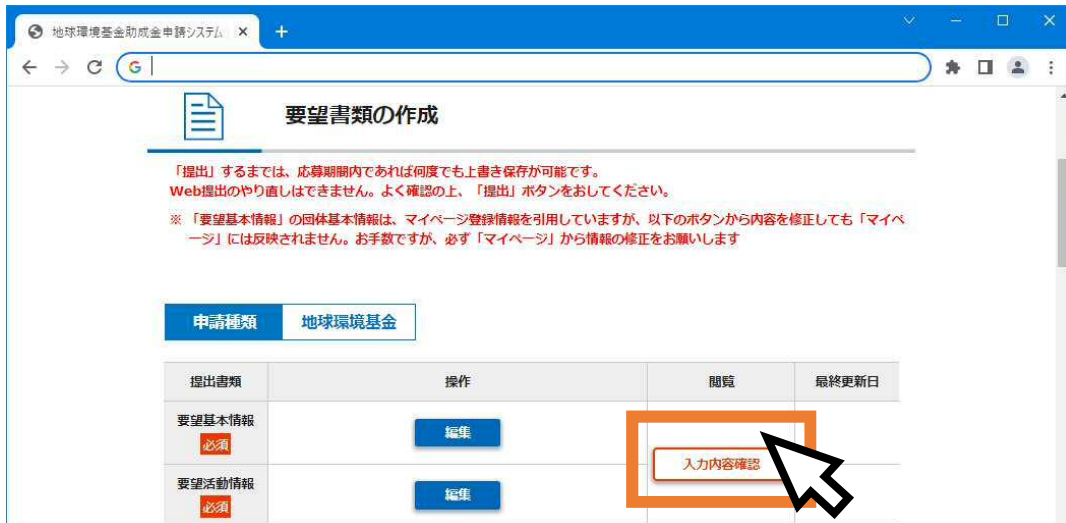 地球環境基金助成金申請システム
要望書類の作成
「提出」するまでは、応募期間内であれば何度でも上書き保存が可能です。
Web提出のやり直しはできません。よく確認の上、「提出」ボタンをおしてください。
※ 「要望基本情報」の団体基本情報は、マイページ登録情報を引用していますが、以下のボタンから内容を修正しても「マイペ
ージ」には反映されません。お手数ですが、必ず「マイページ」から情報の修正をお願いします
申請種類 地球環境基金
提出書類 操作 閲覧 最終更新日
要望基本情報
必須
編集
入力内容確認
要望活動情報
必須
編集